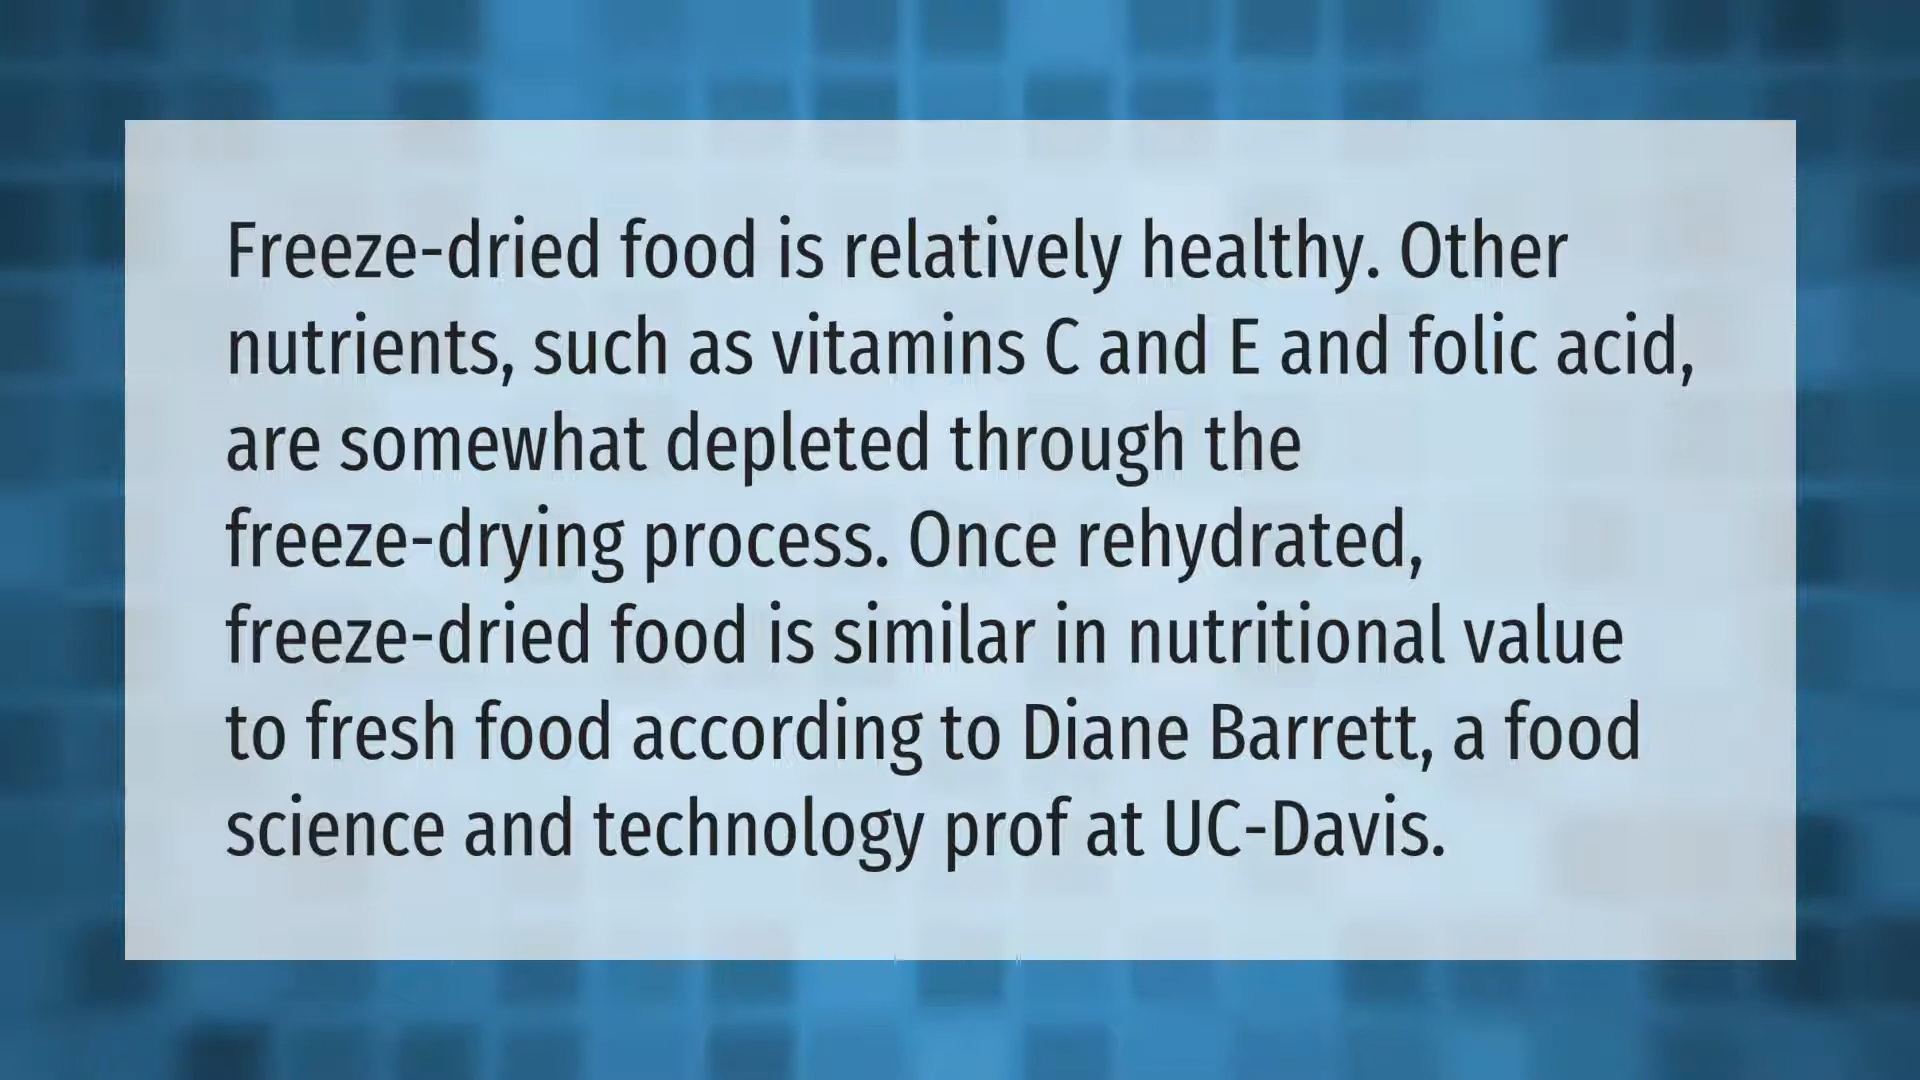 Freeze-dried food is relatively healthy. Other
nutrients, such as vitamins C and E and folic acid,
are somewhat depleted through the
freeze-drying process. Once rehydrated,
freeze-dried food is similar in nutritional value
to fresh food according to Diane Barrett, a food
science and technology prof at UC-Davis.